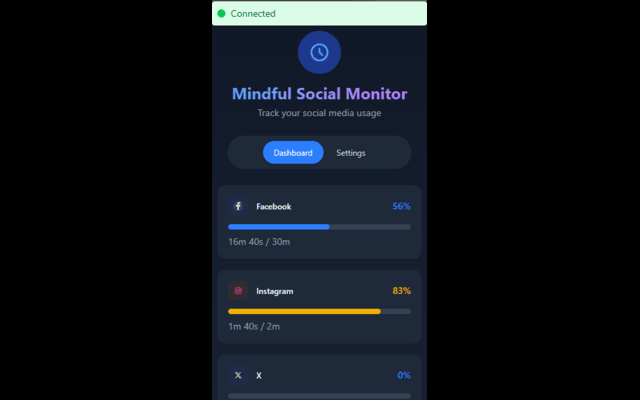 Connected
Mindful Social Monitor
Track your social media usage
Dashboard Settings
Facebook 56%
16m 40s / 30m
Instagram 83%
1m 40s / 2m
X 0%